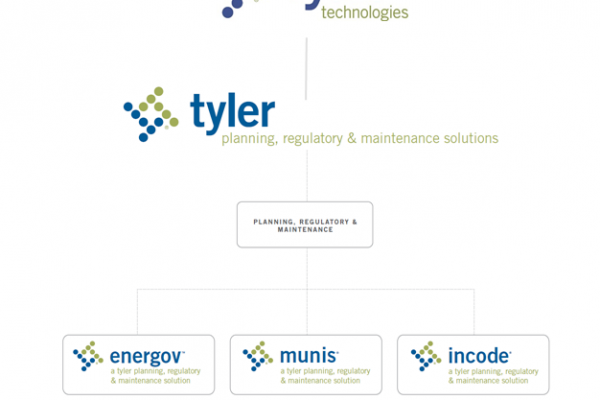 technologies
tyler
planning, regulatory & maintenance solutions
PLANNING, REGULATORY &
MAINTENANCE
energov™
a tyler planning, regulatory
& maintenance solution
munis™
a tyler planning, regulatory
& maintenance solution
incode™
a tyler planning, regulatory
& maintenance solution